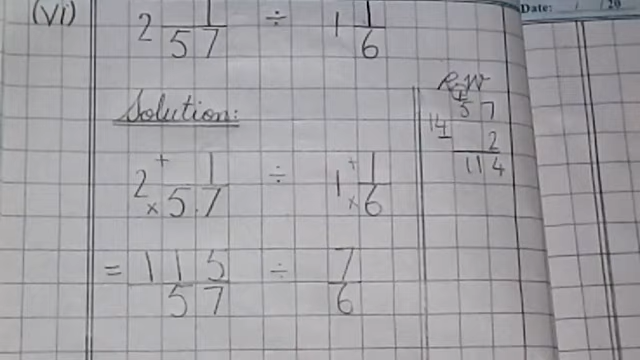 (vi) 2 1/57 ÷ 1 1/6
Date: / /20
Solution:
R.W
57
2
114
2 + 1/57 ÷ 1 + 1/6
× ×
= 115/57 ÷ 7/6